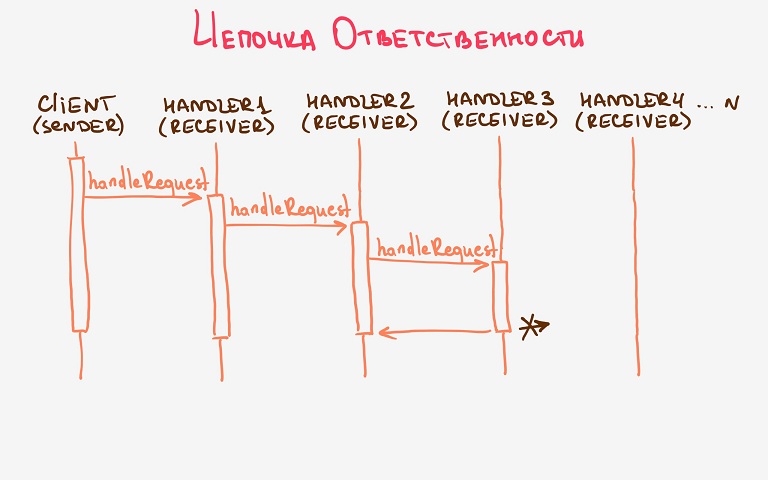 Цепочка Ответственности
CLiENT HANDLER1 HANDLER2 HANDLER3 HANDLER4 ... N
(SENDER) (RECEIVER) (RECEIVER) (RECEIVER) (RECEIVER)
handleRequest
handleRequest
handleRequest